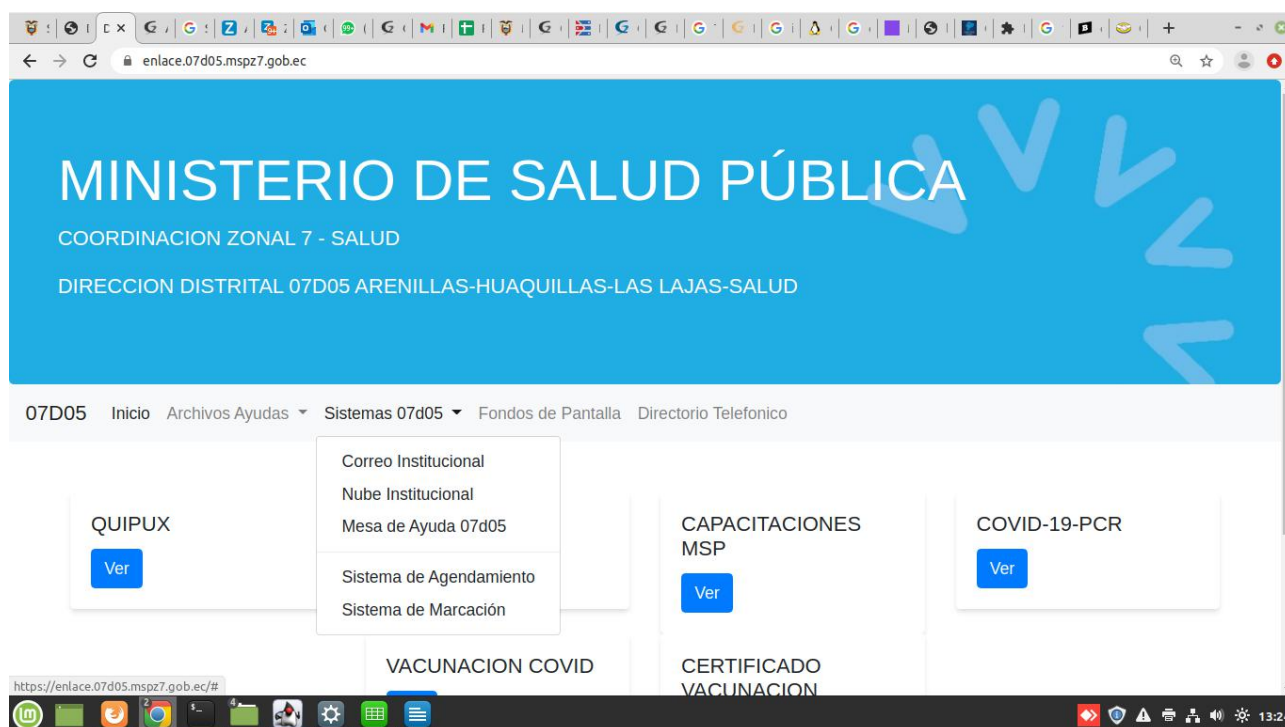 enlace.07d05.mspz7.gob.ec
MINISTERIO DE SALUD PÚBLICA
COORDINACION ZONAL 7 - SALUD
DIRECCION DISTRITAL 07D05 ARENILLAS-HUAQUILLAS-LAS LAJAS-SALUD
07D05 Inicio Archivos Ayudas Sistemas 07d05 Fondos de Pantalla Directorio Telefonico
Correo Institucional
Nube Institucional
Mesa de Ayuda 07d05
Sistema de Agendamiento
Sistema de Marcación
QUIPUX
Ver
CAPACITACIONES
MSP
Ver
COVID-19-PCR
Ver
VACUNACION COVID
CERTIFICADO
VACUNACION
https://enlace.07d05.mspz7.gob.ec/#